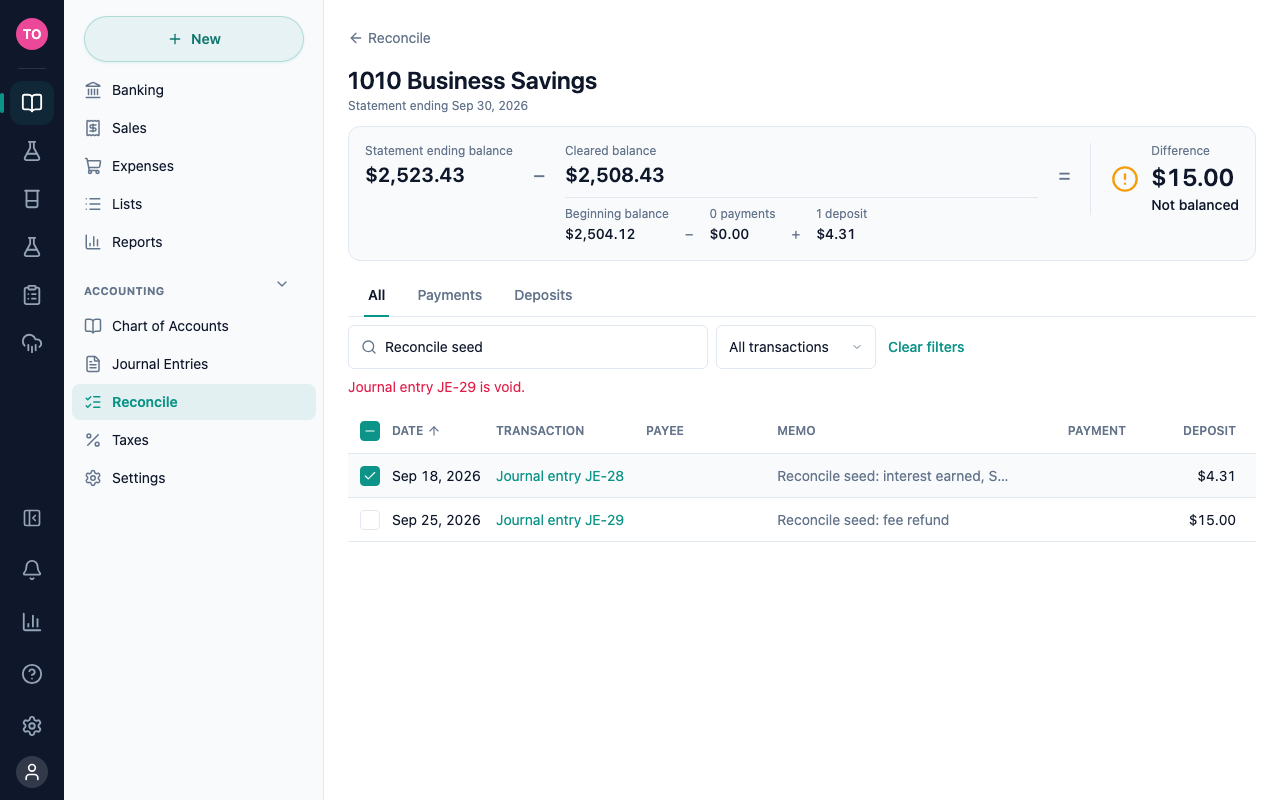 TO
New
Banking
Sales
Expenses
Lists
Reports
ACCOUNTING
Chart of Accounts
Journal Entries
Reconcile
Taxes
Settings
Reconcile
1010 Business Savings
Statement ending Sep 30, 2026
Statement ending balance
$2,523.43
–
Cleared balance
$2,508.43
Beginning balance
$2,504.12
–
0 payments
$0.00
+
1 deposit
$4.31
=
Difference
$15.00
Not balanced
All Payments Deposits
Reconcile seed All transactions Clear filters
Journal entry JE-29 is void.
DATE TRANSACTION PAYEE MEMO PAYMENT DEPOSIT
Sep 18, 2026 Journal entry JE-28 Reconcile seed: interest earned, S... $4.31
Sep 25, 2026 Journal entry JE-29 Reconcile seed: fee refund $15.00